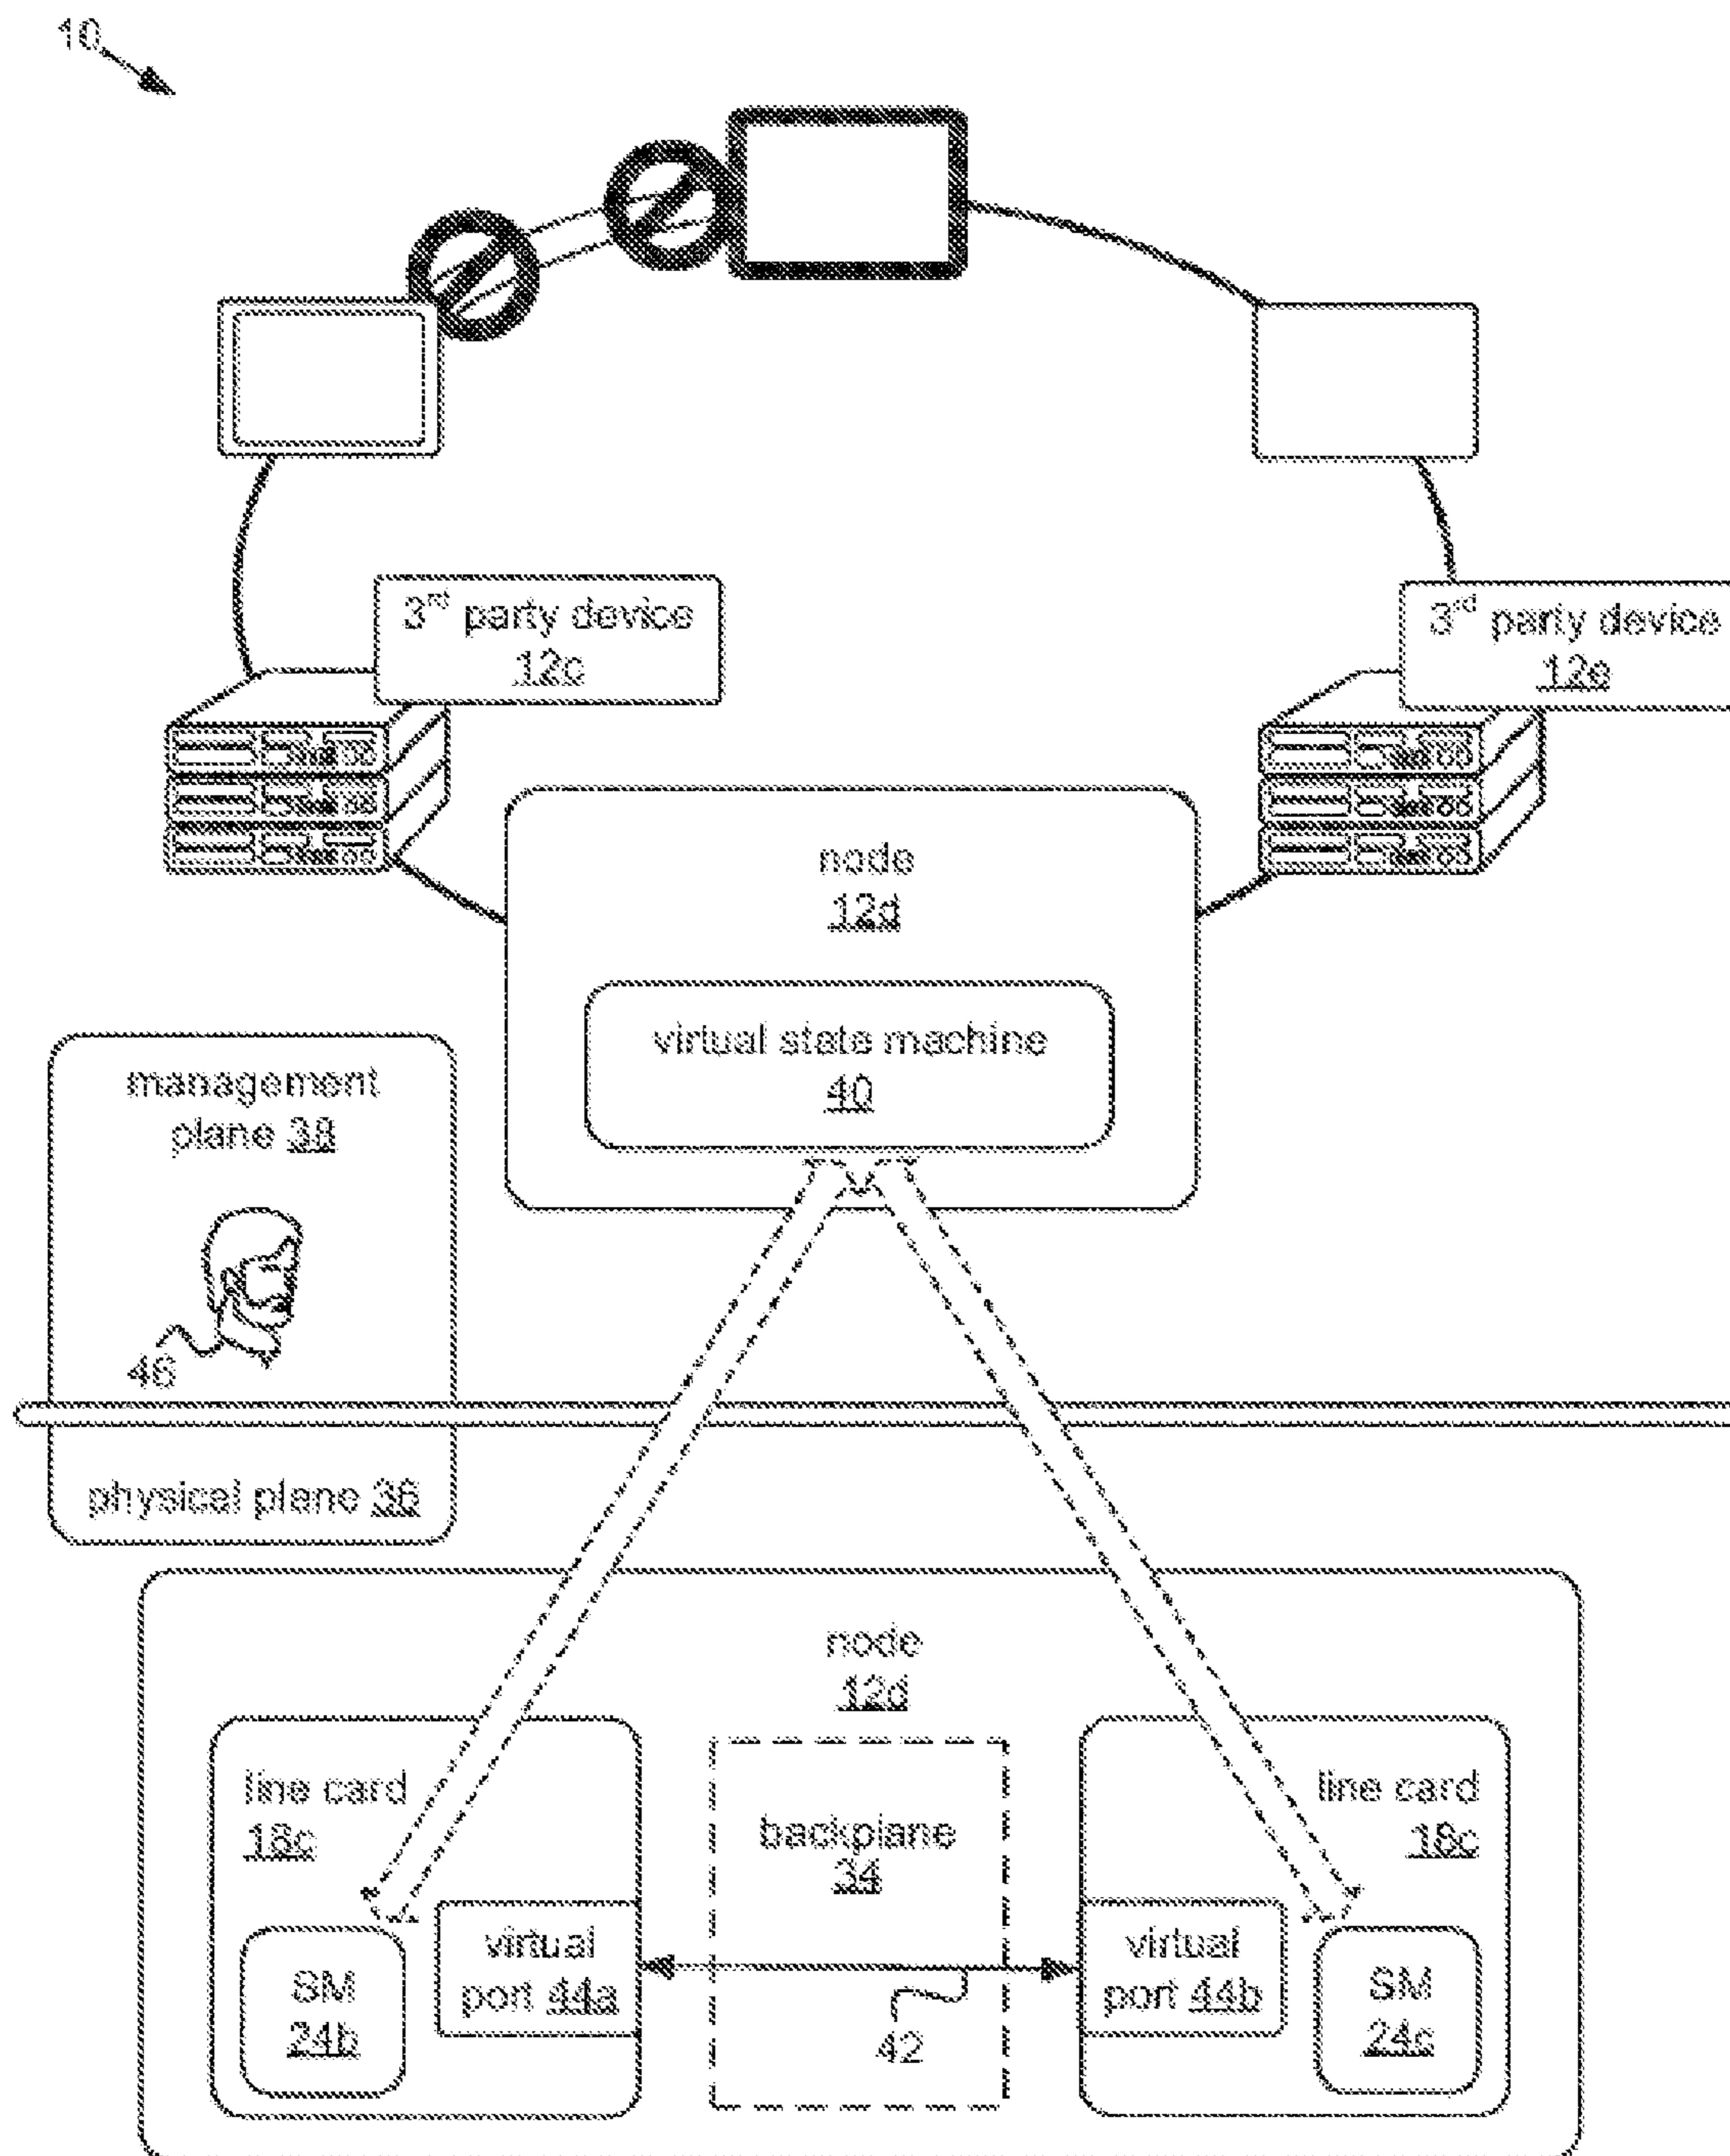 10
3rd party device
12c
3rd party device
12e
node
12d
virtual state machine
40
management
plane 38
46
physical plane 36
node
12d
line card
18c
backplane
34
line card
18c
virtual
port 44a
virtual
port 44b
SM
24b
42
SM
24c